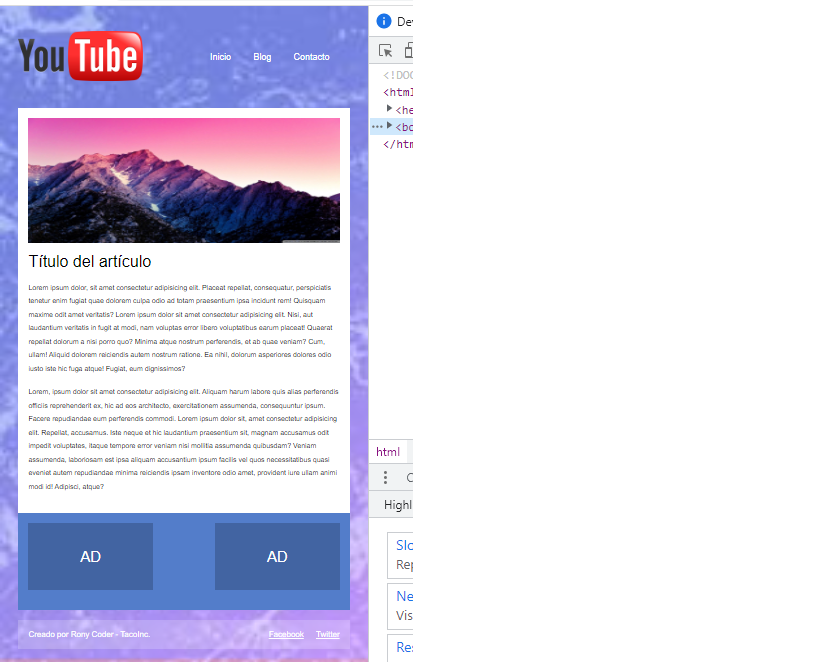 YouTube
Inicio Blog Contacto
Título del artículo
Lorem ipsum dolor, sit amet consectetur adipisicing elit. Placeat repellat, consequatur, perspiciatis
tenetur enim fugiat quae dolorem culpa odio ad totam praesentium ipsa incidunt rem! Quisquam
maxime odit amet veritatis? Lorem ipsum dolor sit amet consectetur adipisicing elit. Nisi, aut
laudantium veritatis in fugit at modi, nam voluptas error libero voluptatibus earum placeat! Quaerat
repellat dolorum a nisi porro quo? Minima atque nostrum perferendis, et ab quae veniam? Cum,
ullam! Aliquid dolorem reiciendis autem nostrum ratione. Ea nihil, dolorum asperiores dolores odio
iusto iste hic fuga atque! Fugiat, eum dignissimos?
Lorem, ipsum dolor sit amet consectetur adipisicing elit. Aliquam harum labore quis alias perferendis
officiis reprehenderit ex, hic ad eos architecto, exercitationem assumenda, consequuntur ipsum.
Facere repudiandae eum perferendis commodi. Lorem ipsum dolor sit, amet consectetur adipisicing
elit. Repellat, accusamus. Iste neque et hic laudantium praesentium sit, magnam accusamus odit
impedit voluptates, itaque tempore error veniam nisi mollitia assumenda quibusdam? Veniam
assumenda, laboriosam est ipsa aliquam accusantium ipsum facilis vel quos necessitatibus quasi
eveniet autem repudiandae minima reiciendis ipsam inventore odio amet, provident iure ullam animi
modi id! Adipisci, atque?
AD AD
Creado por Rony Coder - TacoInc. Facebook Twitter
Dev
<!DOC
<html
<he
<bo
</htm
html
Highl
Slo
Rep
Ne
Vis
Res